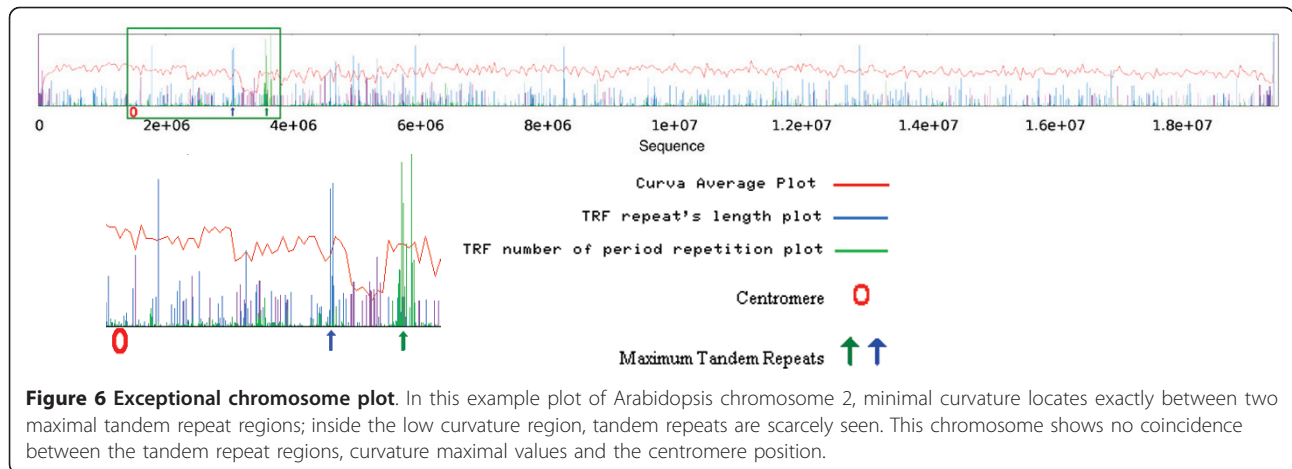 0 2e+06 4e+06 6e+06 8e+06 1e+07 1.2e+07 1.4e+07 1.6e+07 1.8e+07
Sequence
Curva Average Plot
TRF repeat's length plot
TRF number of period repetition plot
Centromere
Maximum Tandem Repeats
Figure 6 Exceptional chromosome plot. In this example plot of Arabidopsis chromosome 2, minimal curvature locates exactly between two
maximal tandem repeat regions; inside the low curvature region, tandem repeats are scarcely seen. This chromosome shows no coincidence
between the tandem repeat regions, curvature maximal values and the centromere position.